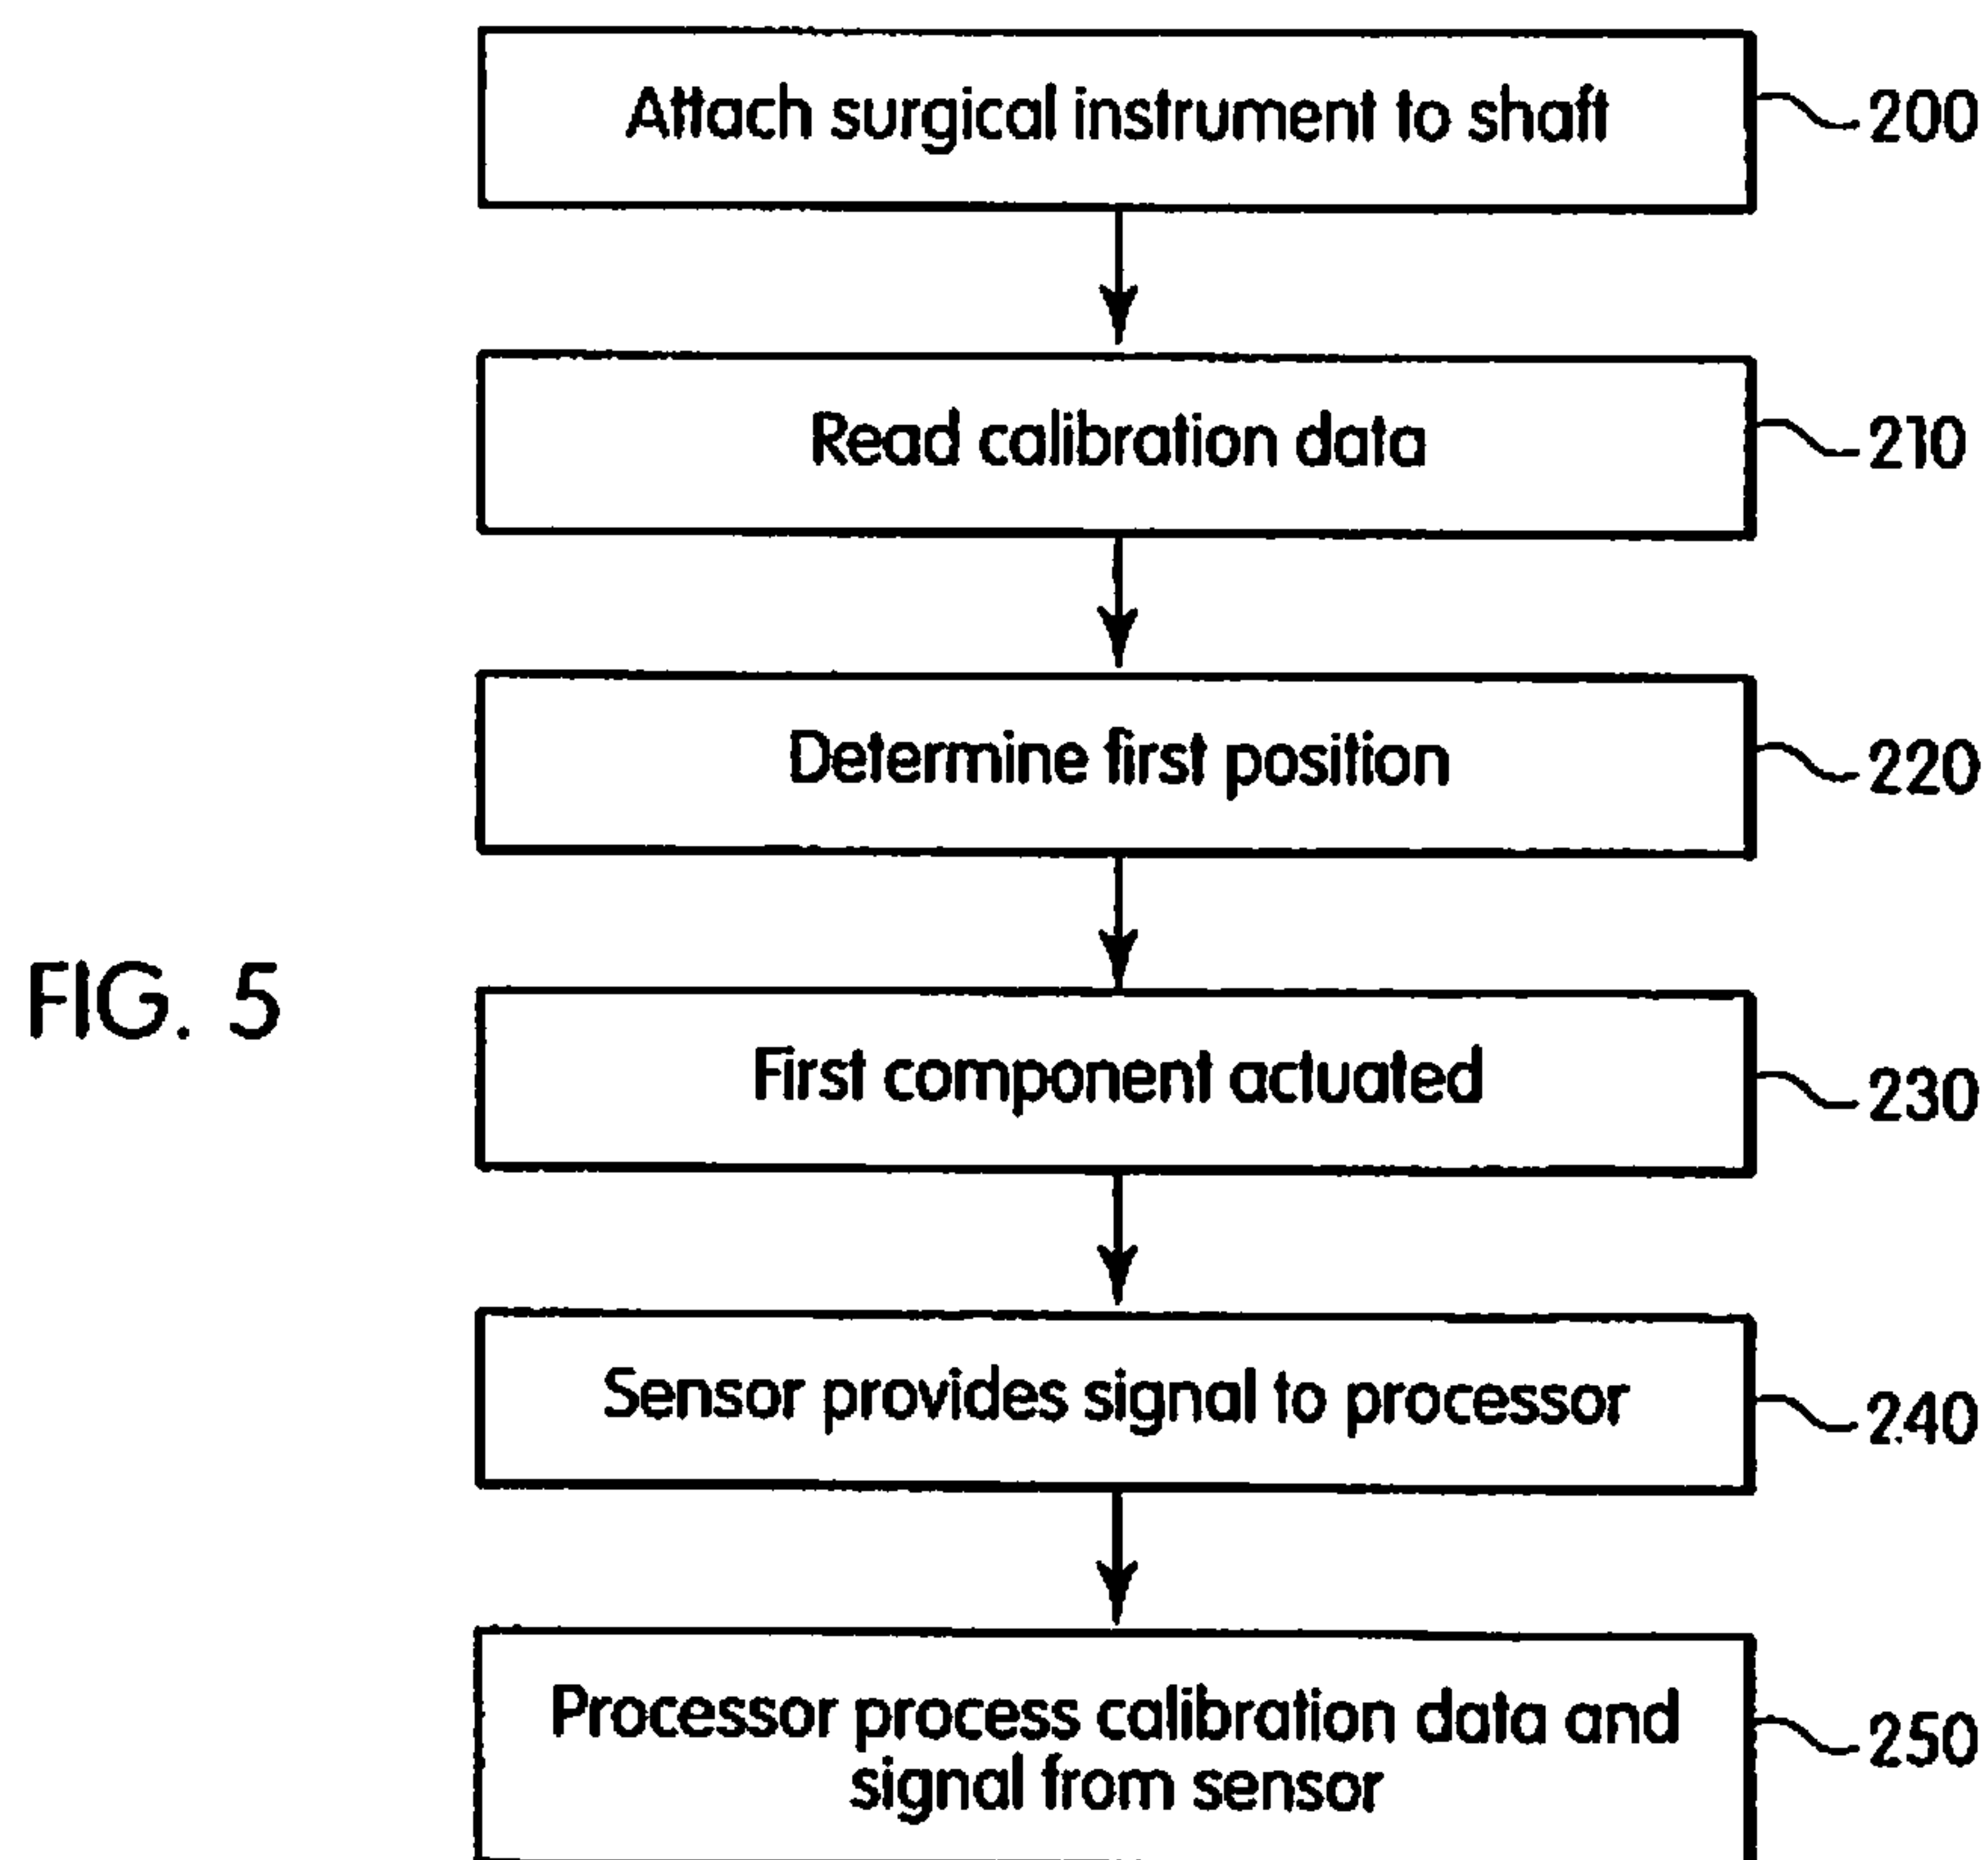 Attach surgical instrument to shaft
200
Read calibration data
210
Determine first position
220
FIG. 5
First component actuated
230
Sensor provides signal to processor
240
Processor process calibration data and
signal from sensor
250